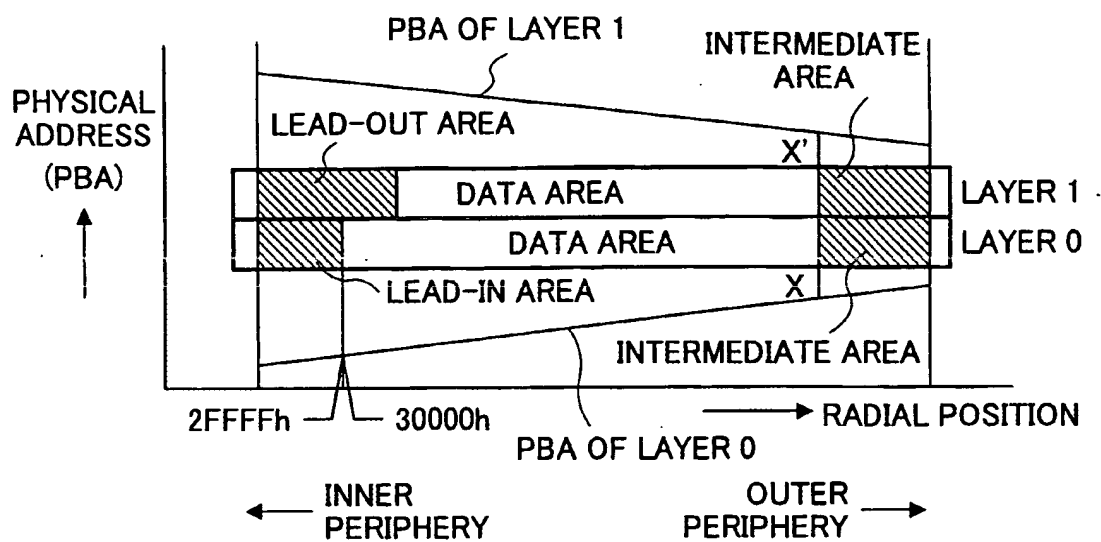 PBA OF LAYER 1
INTERMEDIATE
AREA
PHYSICAL
ADDRESS
(PBA)
LEAD-OUT AREA
X'
DATA AREA
LAYER 1
DATA AREA
LAYER 0
LEAD-IN AREA
X
INTERMEDIATE AREA
2FFFFh
30000h
RADIAL POSITION
PBA OF LAYER 0
INNER
PERIPHERY
OUTER
PERIPHERY